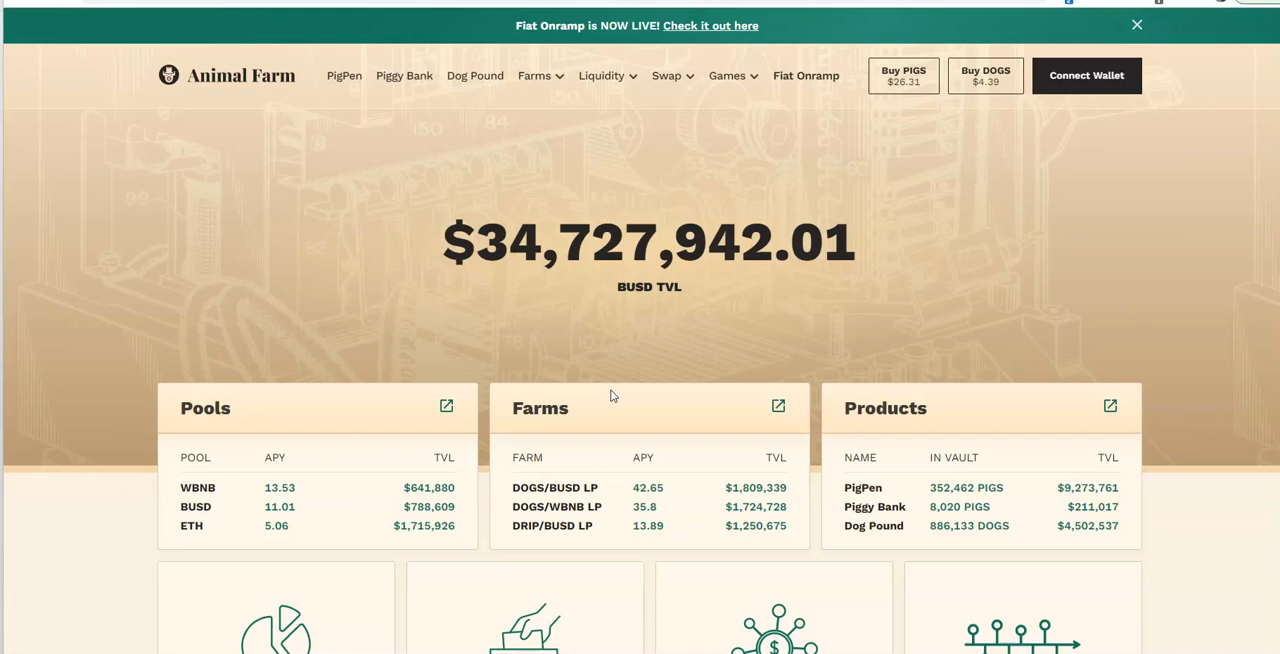 Fiat Onramp is NOW LIVE! Check it out here
Animal Farm PigPen Piggy Bank Dog Pound Farms Liquidity Swap Games Fiat Onramp Buy PIGS $26.31 Buy DOGS $4.39 Connect Wallet
150 84
99
$34,727,942.01
BUSD TVL
Pools
POOL APY TVL
WBNB 13.53 $641,880
BUSD 11.01 $788,609
ETH 5.06 $1,715,926
Farms
FARM APY TVL
DOGS/BUSD LP 42.65 $1,809,339
DOGS/WBNB LP 35.8 $1,724,728
DRIP/BUSD LP 13.89 $1,250,675
Products
NAME IN VAULT TVL
PigPen 352,462 PIGS $9,273,761
Piggy Bank 8,020 PIGS $211,017
Dog Pound 886,133 DOGS $4,502,537
$